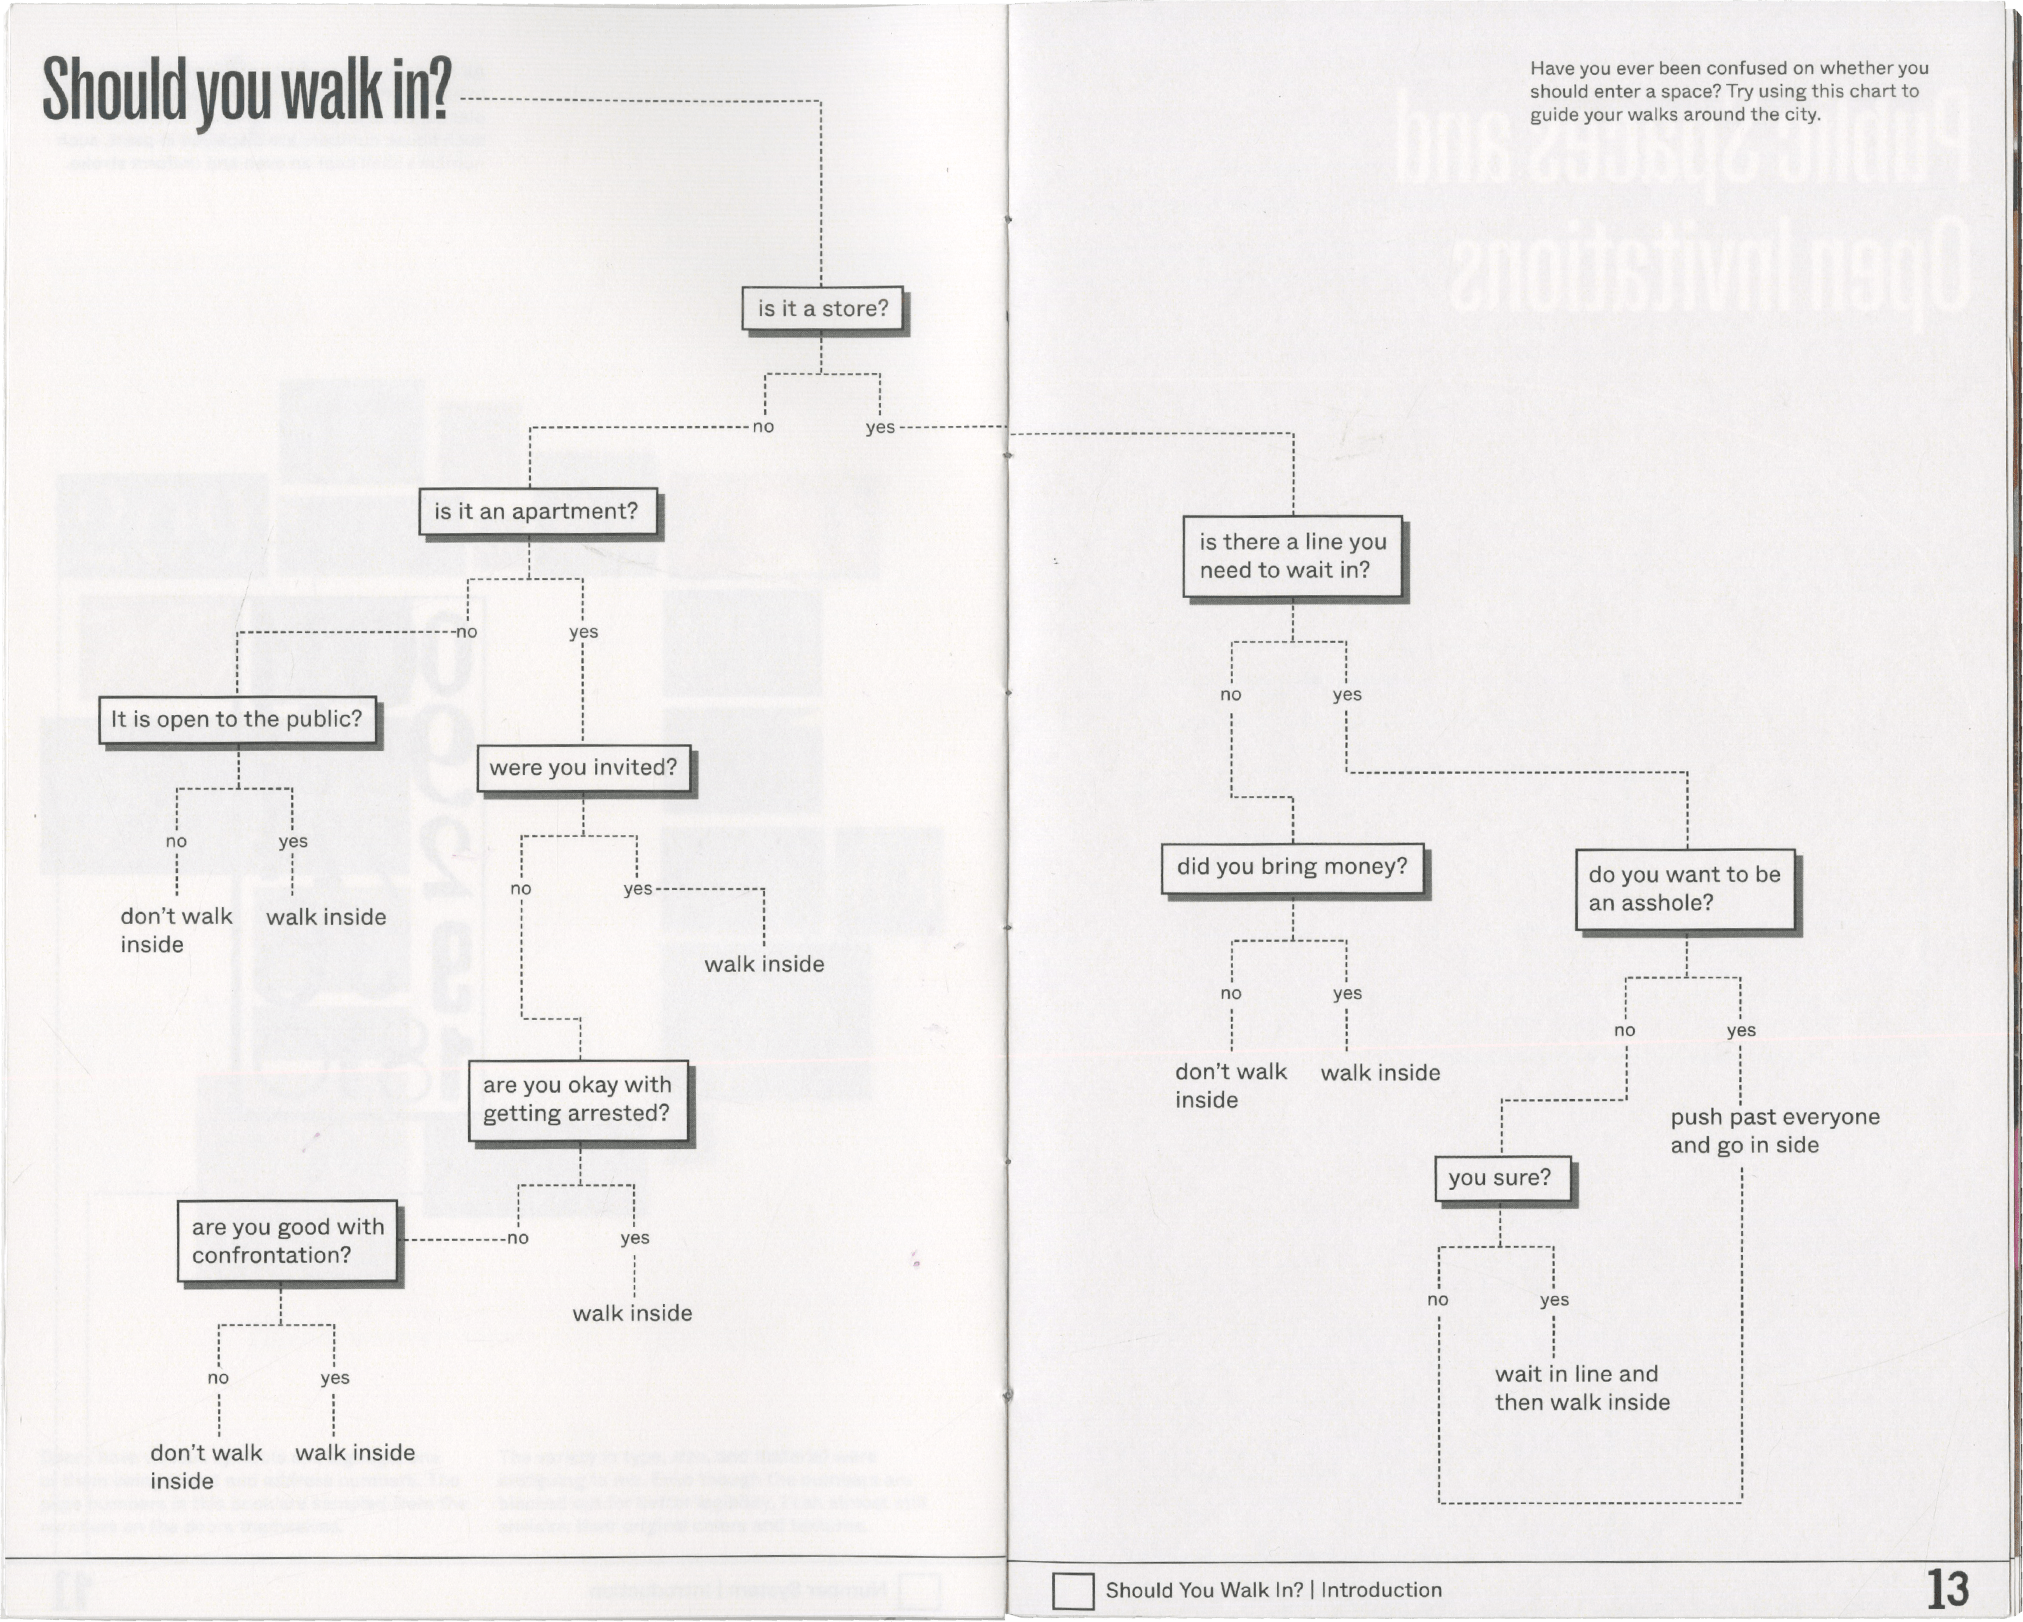 Should you walk in?
is it a store?
no
yes
is it an apartment?
no
yes
It is open to the public?
no
yes
don't walk
inside
walk inside
were you invited?
no
yes
walk inside
are you okay with
getting arrested?
no
yes
walk inside
are you good with
confrontation?
no
yes
don't walk
inside
walk inside
Have you ever been confused on whether you
should enter a space? Try using this chart to
guide your walks around the city.
is there a line you
need to wait in?
no
yes
did you bring money?
no
yes
don't walk
inside
walk inside
do you want to be
an asshole?
no
yes
push past everyone
and go in side
you sure?
no
yes
wait in line and
then walk inside
Should You Walk In? | Introduction
13